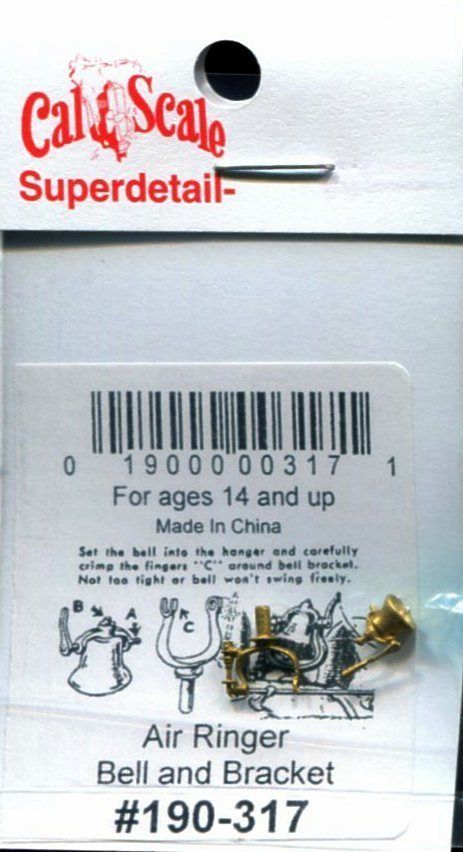 Cal Scale
Superdetail-
0 19000 00317 1
For ages 14 and up
Made In China
Set the bell into the hanger and carefully
crimp the fingers "C" around bell bracket.
Not too tight or bell won't swing freely.
B A
C
Air Ringer
Bell and Bracket
#190-317